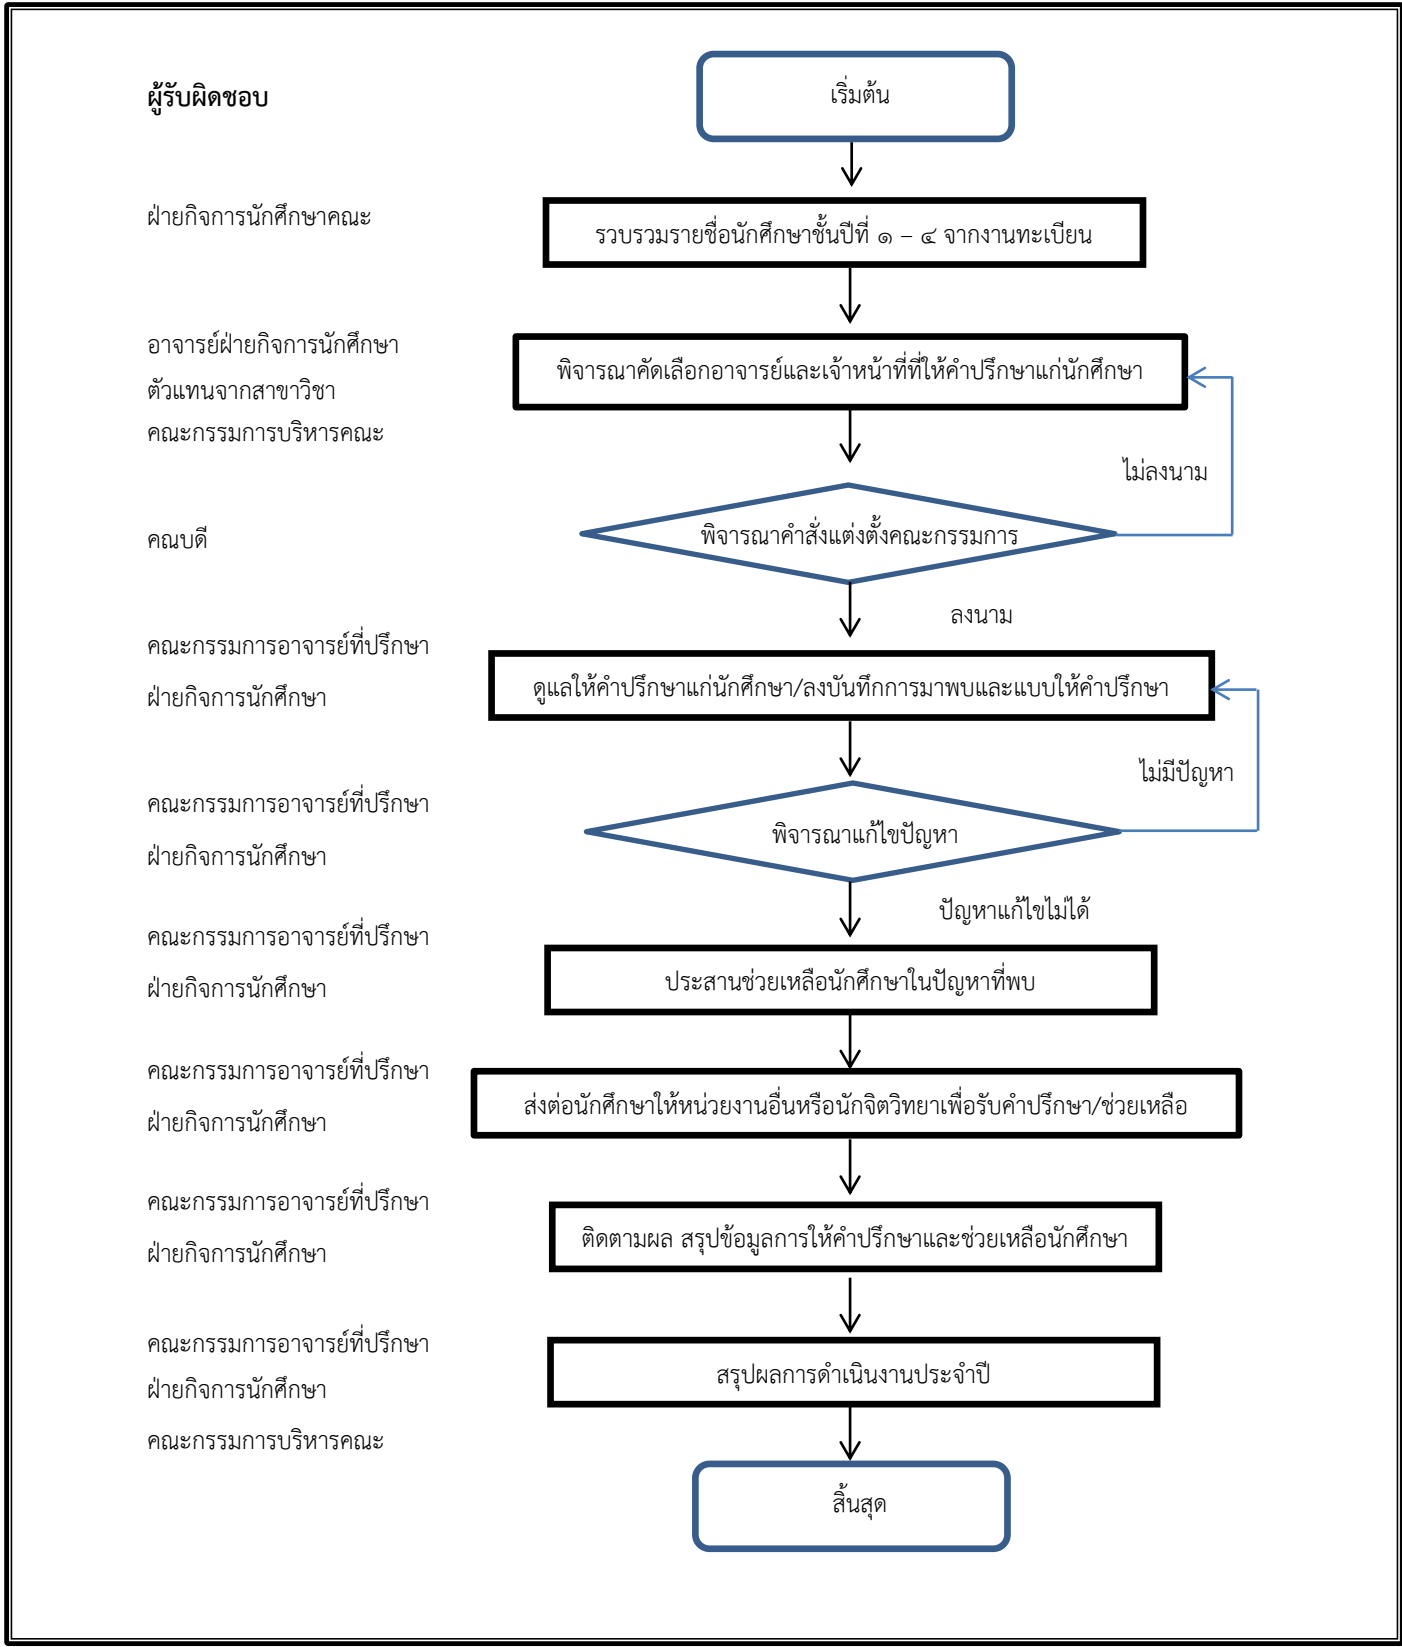 ผู้รับผิดชอบ
เริ่มต้น
ฝ่ายกิจการนักศึกษาคณะ
รวบรวมรายชื่อนักศึกษาชั้นปีที่ ๑ – ๔ จากงานทะเบียน
อาจารย์ฝ่ายกิจการนักศึกษา
พิจารณาคัดเลือกอาจารย์และเจ้าหน้าที่ที่ให้คำปรึกษาแก่นักศึกษา
ตัวแทนจากสาขาวิชา
คณะกรรมการบริหารคณะ
ไม่ลงนาม
คณบดี
พิจารณาคำสั่งแต่งตั้งคณะกรรมการ
ลงนาม
คณะกรรมการอาจารย์ที่ปรึกษา
ฝ่ายกิจการนักศึกษา
ดูแลให้คำปรึกษาแก่นักศึกษา/ลงบันทึกการมาพบและแบบให้คำปรึกษา
ไม่มีปัญหา
คณะกรรมการอาจารย์ที่ปรึกษา
พิจารณาแก้ไขปัญหา
ฝ่ายกิจการนักศึกษา
ปัญหาแก้ไขไม่ได้
คณะกรรมการอาจารย์ที่ปรึกษา
ฝ่ายกิจการนักศึกษา
ประสานช่วยเหลือนักศึกษาในปัญหาที่พบ
คณะกรรมการอาจารย์ที่ปรึกษา
ส่งต่อนักศึกษาให้หน่วยงานอื่นหรือนักจิตวิทยาเพื่อรับคำปรึกษา/ช่วยเหลือ
ฝ่ายกิจการนักศึกษา
คณะกรรมการอาจารย์ที่ปรึกษา
ติดตามผล สรุปข้อมูลการให้คำปรึกษาและช่วยเหลือนักศึกษา
ฝ่ายกิจการนักศึกษา
คณะกรรมการอาจารย์ที่ปรึกษา
สรุปผลการดำเนินงานประจำปี
ฝ่ายกิจการนักศึกษา
คณะกรรมการบริหารคณะ
สิ้นสุด